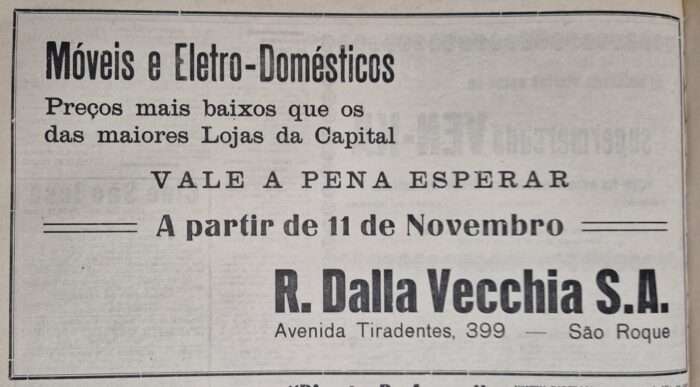 Móveis e Eletro-Domésticos
Preços mais baixos que os
das maiores Lojas da Capital
VALE A PENA ESPERAR
A partir de 11 de Novembro
R. Dalla Vecchia S.A.
Avenida Tiradentes, 399 — São Roque